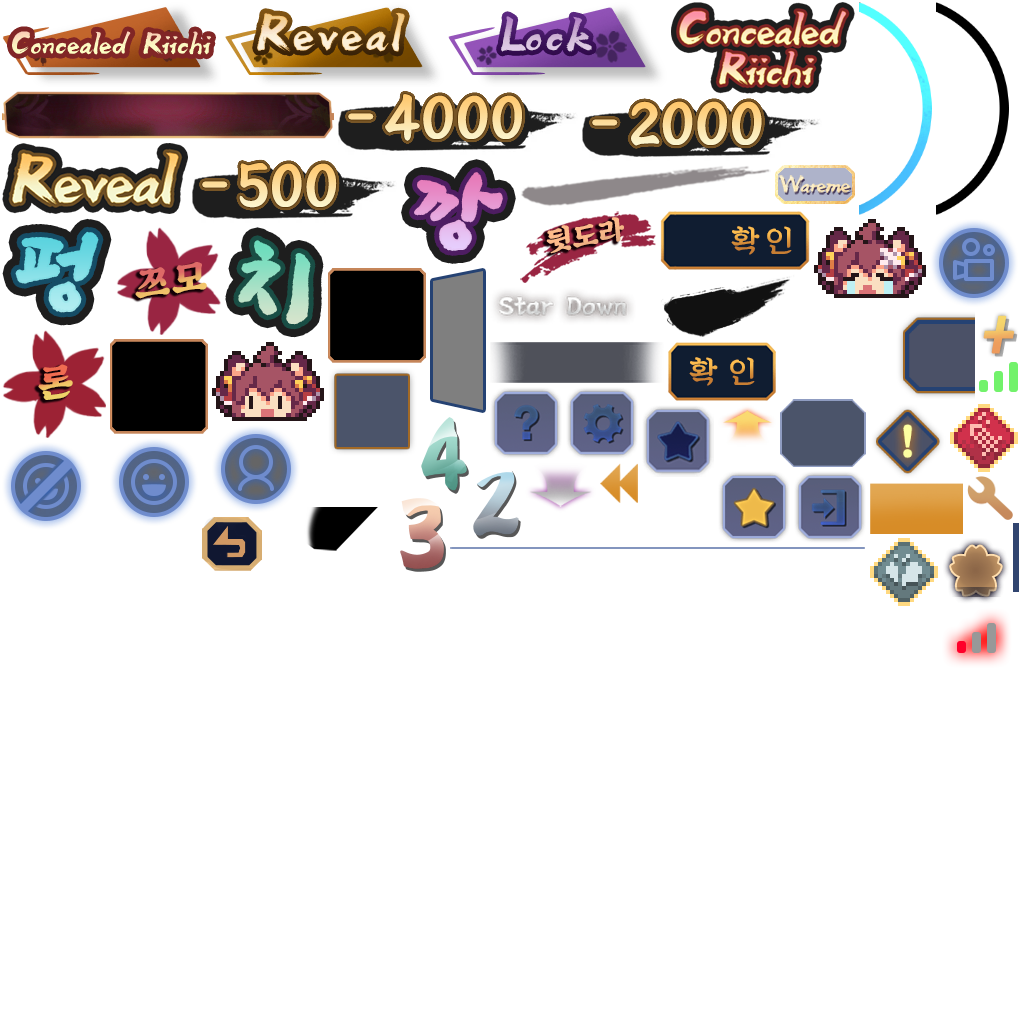 Concealed Riichi
Reveal
Lock
Concealed
Riichi
-4000
-2000
Reveal
-500
깡
Wareme
뒷도라
확인
펑
쯔모
치
Star Down
론
확인
?
!
4
2
3